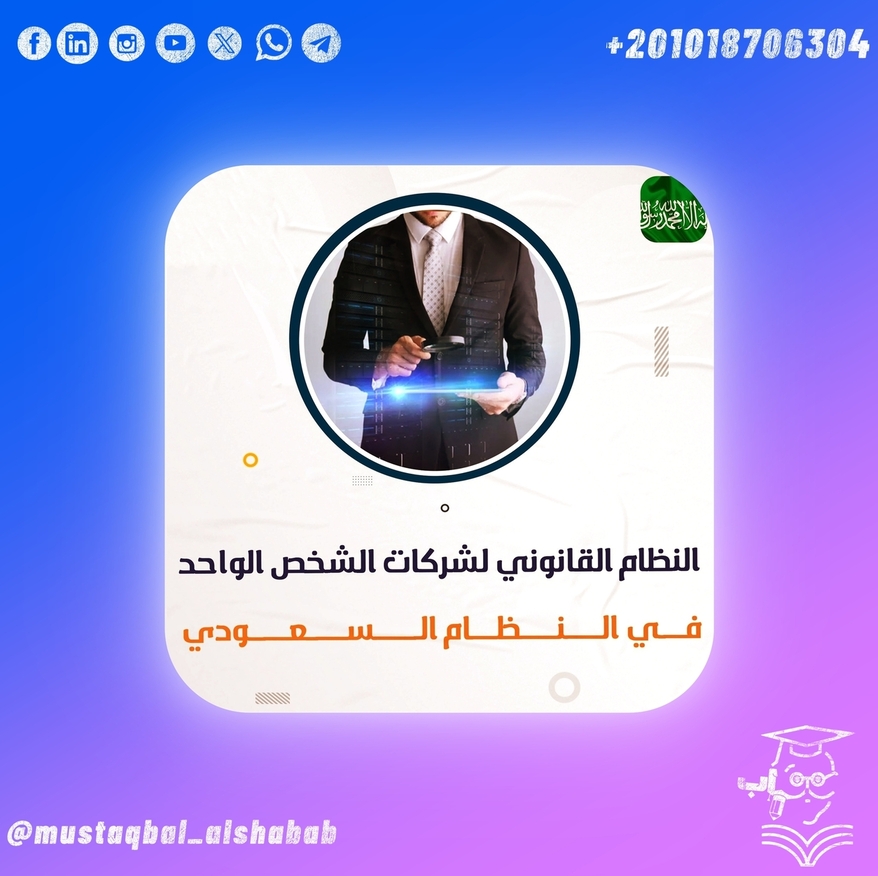 +201018706304
النظام القانوني لشركات الشخص الواحد
في النظام السعودي
@mustaqbal_alshabab